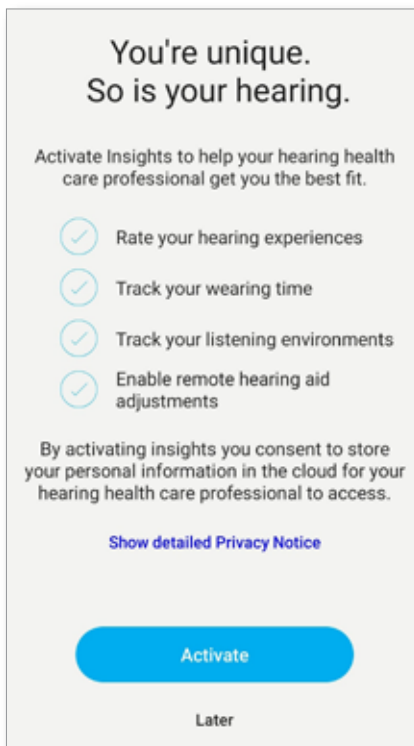 You're unique.
So is your hearing.
Activate Insights to help your hearing health
care professional get you the best fit.
Rate your hearing experiences
Track your wearing time
Track your listening environments
Enable remote hearing aid
adjustments
By activating insights you consent to store
your personal information in the cloud for your
hearing health care professional to access.
Show detailed Privacy Notice
Activate
Later